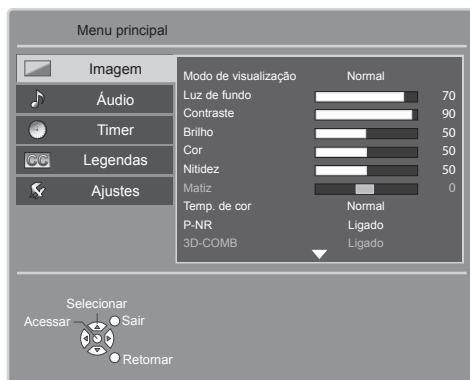 Menu principal
Imagem
Áudio
Timer
CC Legendas
Ajustes
Modo de visualização Normal
Luz de fundo 70
Contraste 90
Brilho 50
Cor 50
Nitidez 50
Matiz 0
Temp. de cor Normal
P-NR Ligado
3D-COMB Ligado
Selecionar
Acessar Sair
Retornar